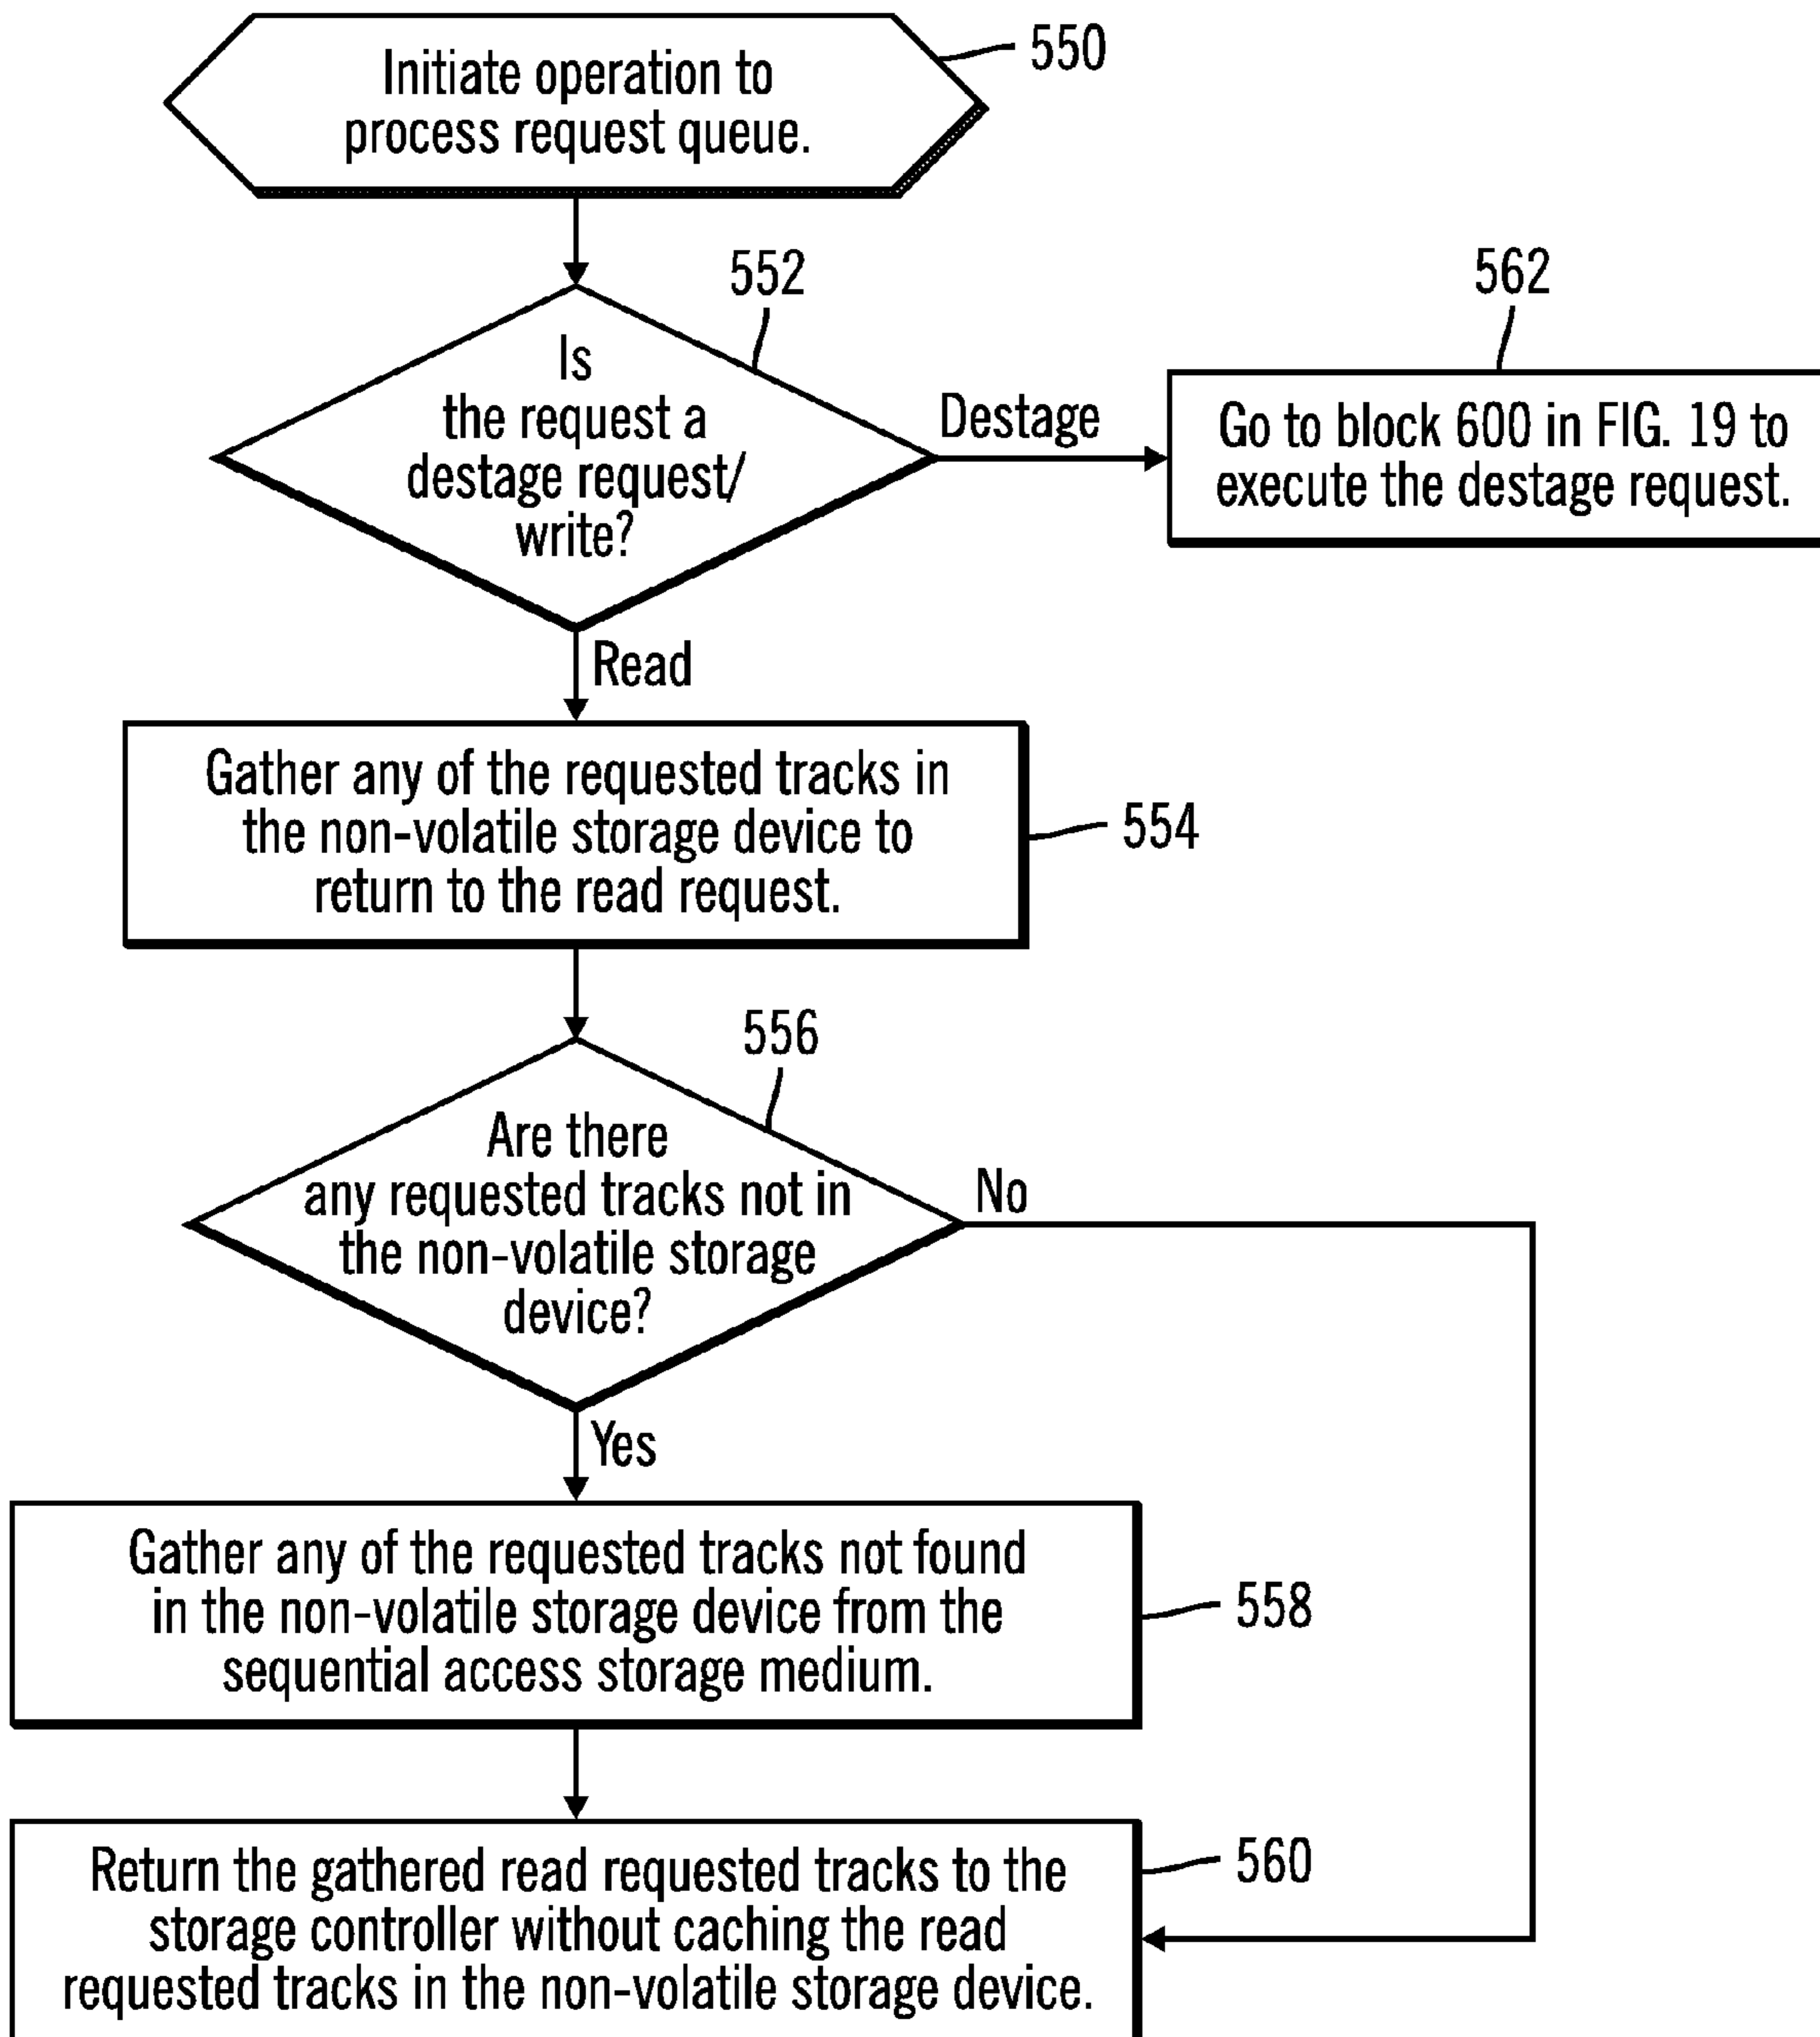 Initiate operation to
process request queue.
550
552
Is
the request a
destage request/
write?
Destage
562
Go to block 600 in FIG. 19 to
execute the destage request.
Read
Gather any of the requested tracks in
the non-volatile storage device to
return to the read request.
554
556
Are there
any requested tracks not in
the non-volatile storage
device?
No
Yes
Gather any of the requested tracks not found
in the non-volatile storage device from the
sequential access storage medium.
558
Return the gathered read requested tracks to the
storage controller without caching the read
requested tracks in the non-volatile storage device.
560